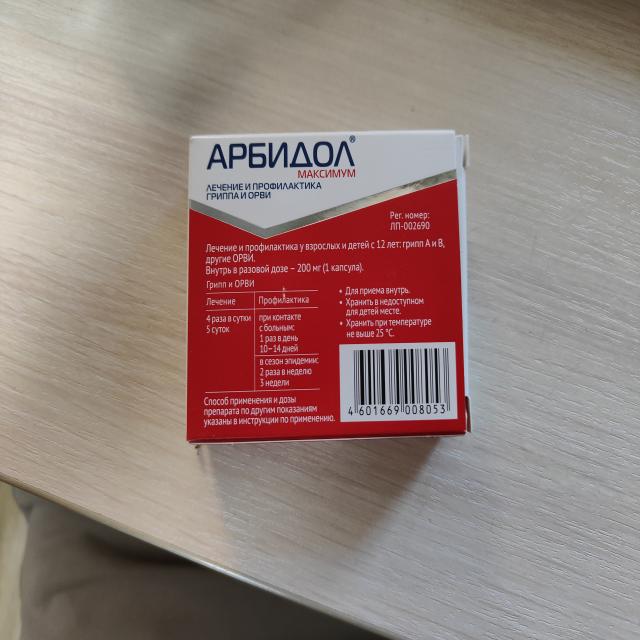 АРБИДОЛ®
МАКСИМУМ
ЛЕЧЕНИЕ И ПРОФИЛАКТИКА
ГРИППА И ОРВИ
Рег. номер:
ЛП-002690
Лечение и профилактика у взрослых и детей с 12 лет: грипп А и В,
другие ОРВИ.
Внутрь в разовой дозе – 200 мг (1 капсула).
Грипп и ОРВИ
Лечение
Профилактика
4 раза в сутки
5 суток
при контакте
с больным:
1 раз в день
10–14 дней
в сезон эпидемии:
2 раза в неделю
3 недели
• Для приема внутрь.
• Хранить в недоступном
для детей месте.
• Хранить при температуре
не выше 25 °С.
Способ применения и дозы
препарата по другим показаниям
указаны в инструкции по применению.
4 601669 008053